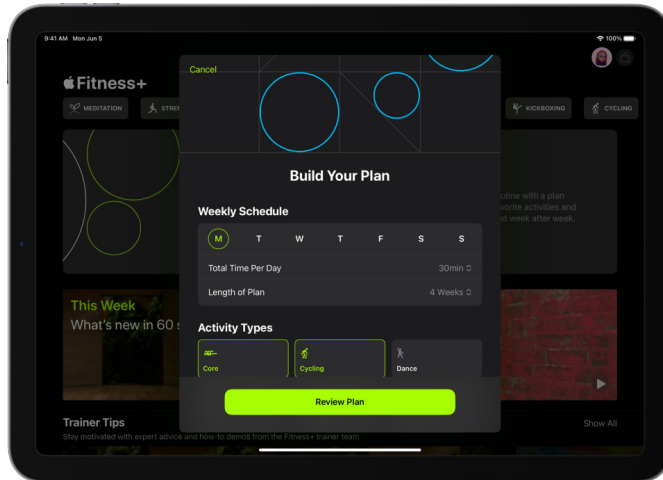 9:41 AM Mon Jun 5
100%
Fitness+
MEDITATION
KICKBOXING
CYCLING
Cancel
Build Your Plan
Weekly Schedule
M T W T F S S
Total Time Per Day 30min
Length of Plan 4 Weeks
Activity Types
Core
Cycling
Dance
Review Plan
utine with a plan
vorite activities and
d week after week.
This Week
What's new in 60 s
Trainer Tips
Show All
Stay motivated with expert advice and how-to demos from the Fitness+ trainer team